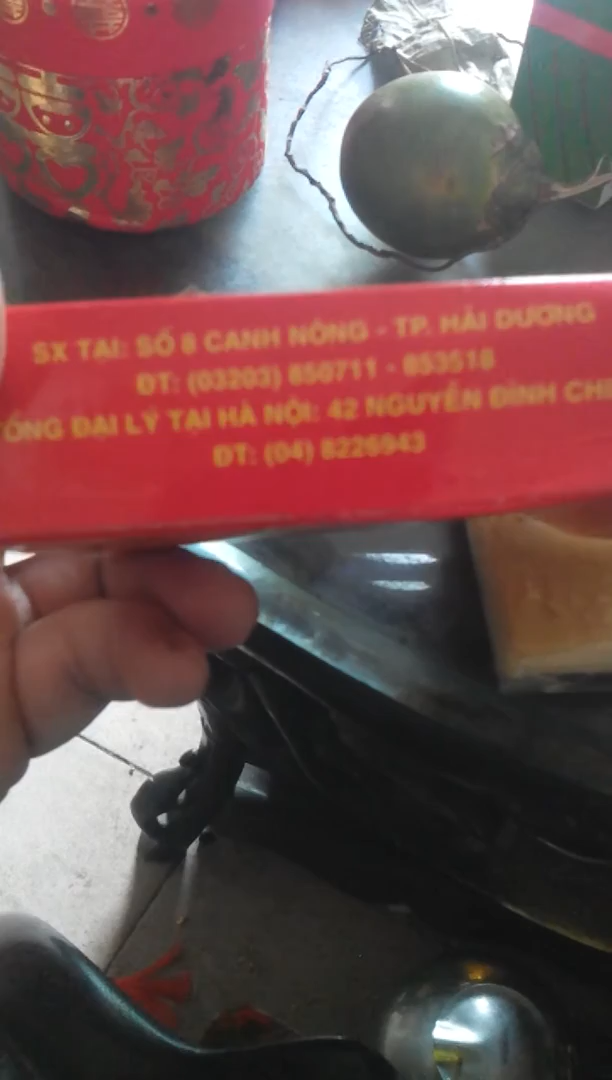 SX TẠI: SỐ 8 CANH NÔNG - TP. HẢI DƯƠNG
ĐT: (03203) 850711 - 853518
TỔNG ĐẠI LÝ TẠI HÀ NỘI: 42 NGUYỄN ĐÌNH
ĐT: (04) 8226943